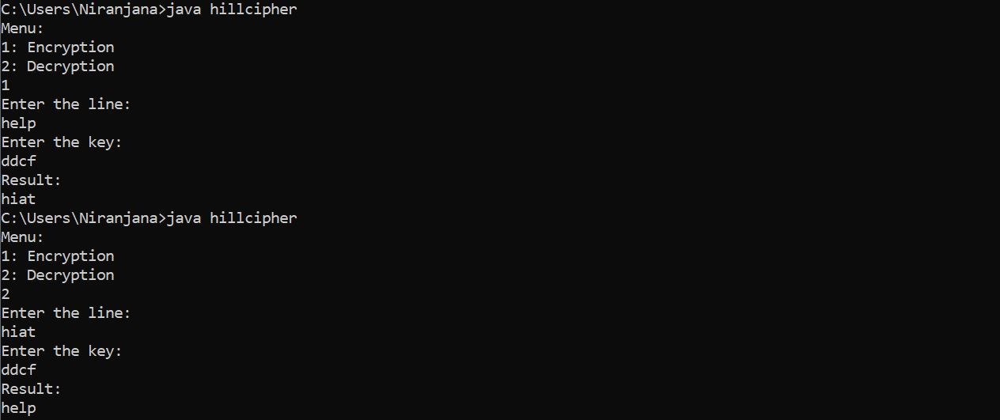 C:\Users\Niranjana>java hillcipher
Menu:
1: Encryption
2: Decryption
1
Enter the line:
help
Enter the key:
ddcf
Result:
hiat
C:\Users\Niranjana>java hillcipher
Menu:
1: Encryption
2: Decryption
2
Enter the line:
hiat
Enter the key:
ddcf
Result:
help